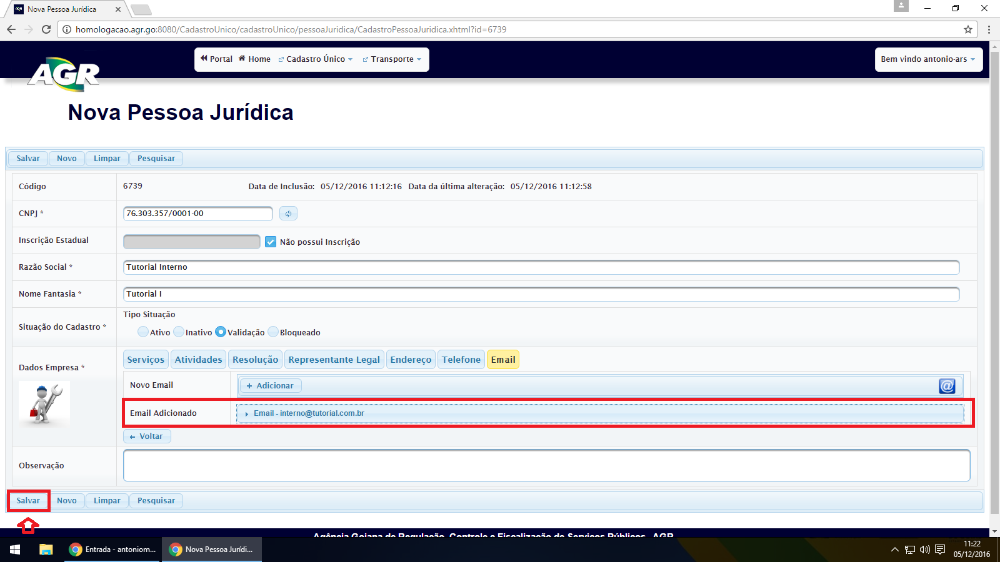 Nova Pessoa Jurídica
homologacao.agr.go:8080/CadastroUnico/cadastroUnico/pessoaJuridica/CadastroPessoaJuridica.xhtml?id=6739
AGR
Portal Home Cadastro Único Transporte
Bem vindo antonio-ars
Nova Pessoa Jurídica
Salvar Novo Limpar Pesquisar
Código 6739 Data de Inclusão: 05/12/2016 11:12:16 Data da última alteração: 05/12/2016 11:12:58
CNPJ * 76.303.357/0001-00
Inscrição Estadual Não possui Inscrição
Razão Social * Tutorial Interno
Nome Fantasia * Tutorial I
Tipo Situação
Situação do Cadastro * Ativo Inativo Validação Bloqueado
Dados Empresa * Serviços Atividades Resolução Representante Legal Endereço Telefone Email
Novo Email + Adicionar @
Email Adicionado Email - interno@tutorial.com.br
← Voltar
Observação
Salvar Novo Limpar Pesquisar
Agência Goiana de Regulação, Controle e Fiscalização de Serviços Públicos - AGR
Entrada - antoniom...
Nova Pessoa Jurídi...
11:22
05/12/2016